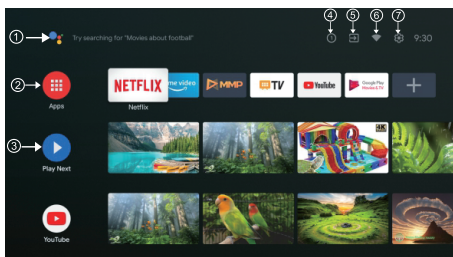 ④ ⑤ ⑥ ⑦
① Try searching for "Movies about football" 9:30
② NETFLIX prime video MMP TV YouTube Google Play Movies & TV
Apps Netflix
4K
③
Play Next
YouTube